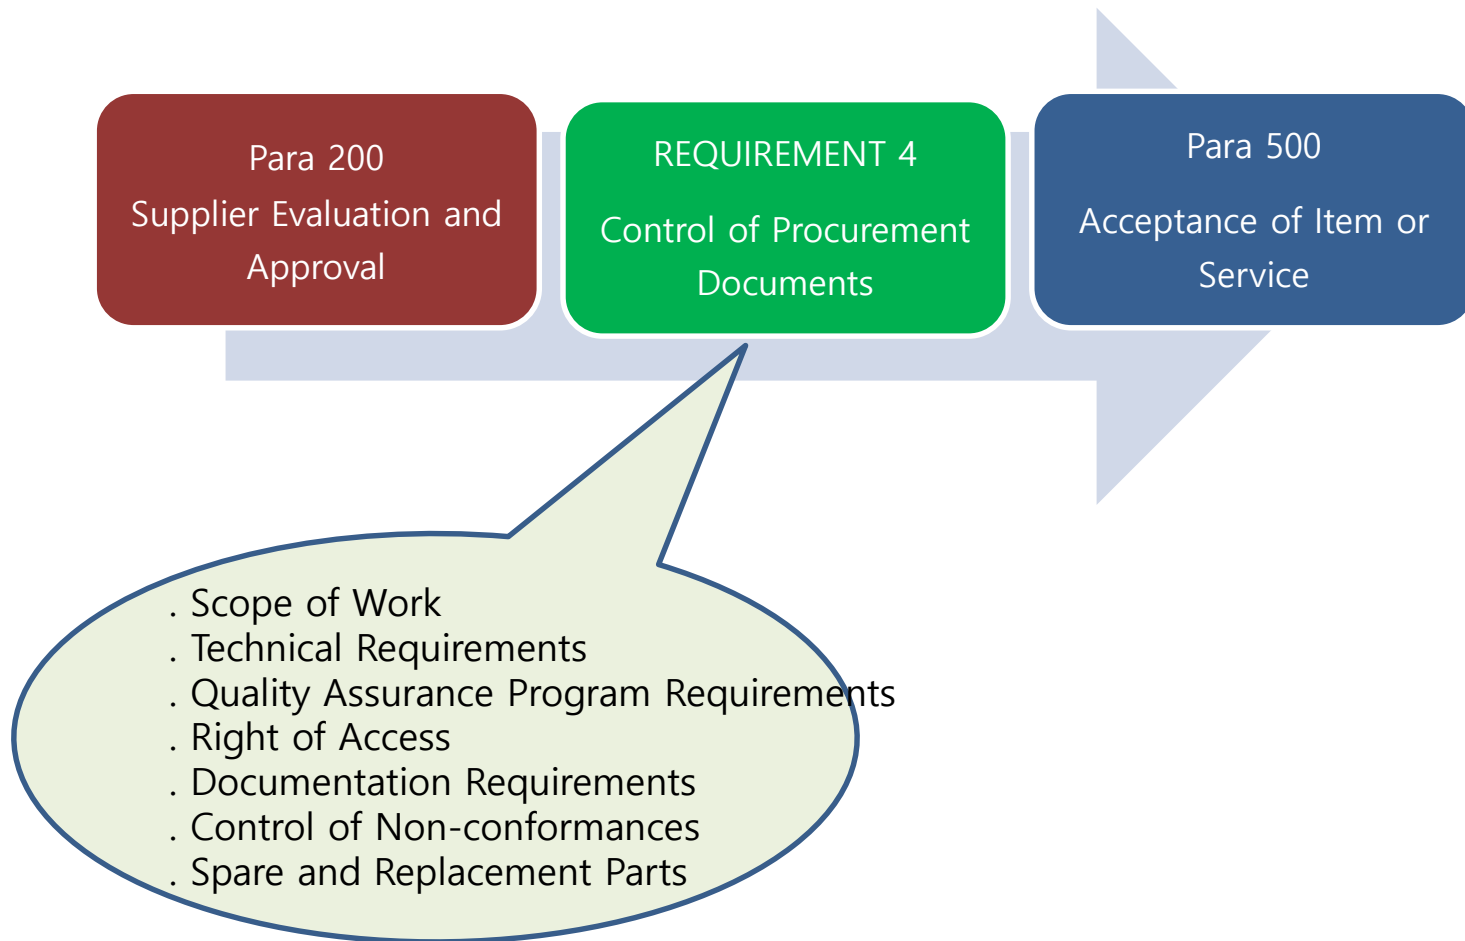 Para 200
Supplier Evaluation and
Approval
REQUIREMENT 4
Control of Procurement
Documents
Para 500
Acceptance of Item or
Service
. Scope of Work
. Technical Requirements
. Quality Assurance Program Requirements
. Right of Access
. Documentation Requirements
. Control of Non-conformances
. Spare and Replacement Parts